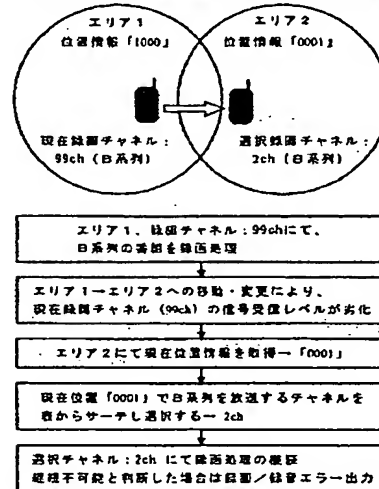 エリア1
位置情報「1000」
エリア2
位置情報「0001」
現在録画チャネル:
99ch(B系列)
選択録画チャネル:
2ch(B系列)
エリア1、録画チャネル:99chにて、
B系列の番組を録画処理
エリア1→エリア2への移動・変更により、
現在録画チャネル(99ch)の信号受信レベルが劣化
エリア2にて現在位置情報を取得→「0001」
現在位置「0001」でB系列を放送するチャネルを
表からサーチし選択する→ 2ch
選択チャネル:2ch にて録画処理の継続
継続不可能と判断した場合は録画/録音エラー出力